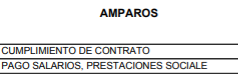 AMPAROS
CUMPLIMIENTO DE CONTRATO
PAGO SALARIOS, PRESTACIONES SOCIALE